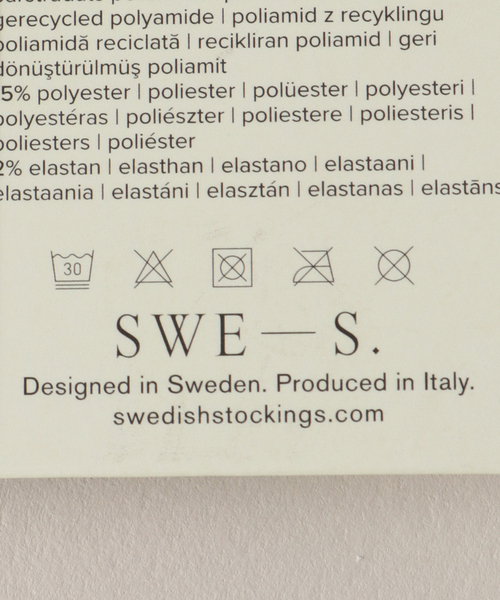 gerecycled polyamide | poliamid z recyklingu
poliamidă reciclată | recikliran poliamid | geri
dönüştürülmüş poliamit
5% polyester | poliester | polüester | polyesteri |
polyestéras | poliészter | poliestere | poliesteris |
poliesters | poliéster
2% elastan | elasthan | elastano | elastaani |
elastaania | elastáni | elasztán | elastanas | elastāns
30
SWE—S.
Designed in Sweden. Produced in Italy.
swedishstockings.com